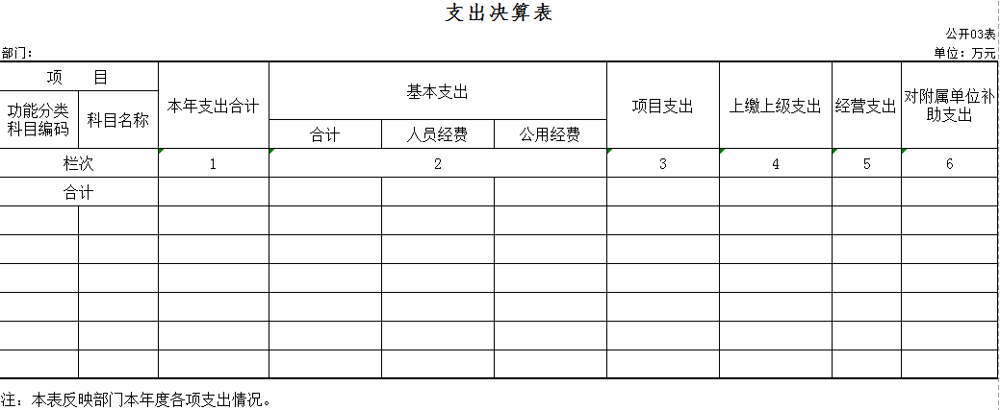 支出决算表
公开03表
部门：
单位：万元
项　　目
本年支出合计
基本支出
项目支出
上缴上级支出
经营支出
对附属单位补
助支出
功能分类
科目编码
科目名称
合计
人员经费
公用经费
栏次
1
2
3
4
5
6
合计
注：本表反映部门本年度各项支出情况。